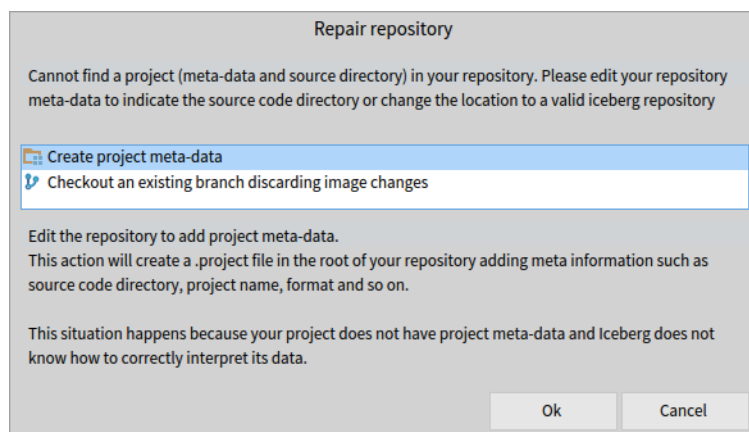 Repair repository
Cannot find a project (meta-data and source directory) in your repository. Please edit your repository
meta-data to indicate the source code directory or change the location to a valid iceberg repository
Create project meta-data
Checkout an existing branch discarding image changes
Edit the repository to add project meta-data.
This action will create a .project file in the root of your repository adding meta information such as
source code directory, project name, format and so on.
This situation happens because your project does not have project meta-data and Iceberg does not
know how to correctly interpret its data.
Ok
Cancel